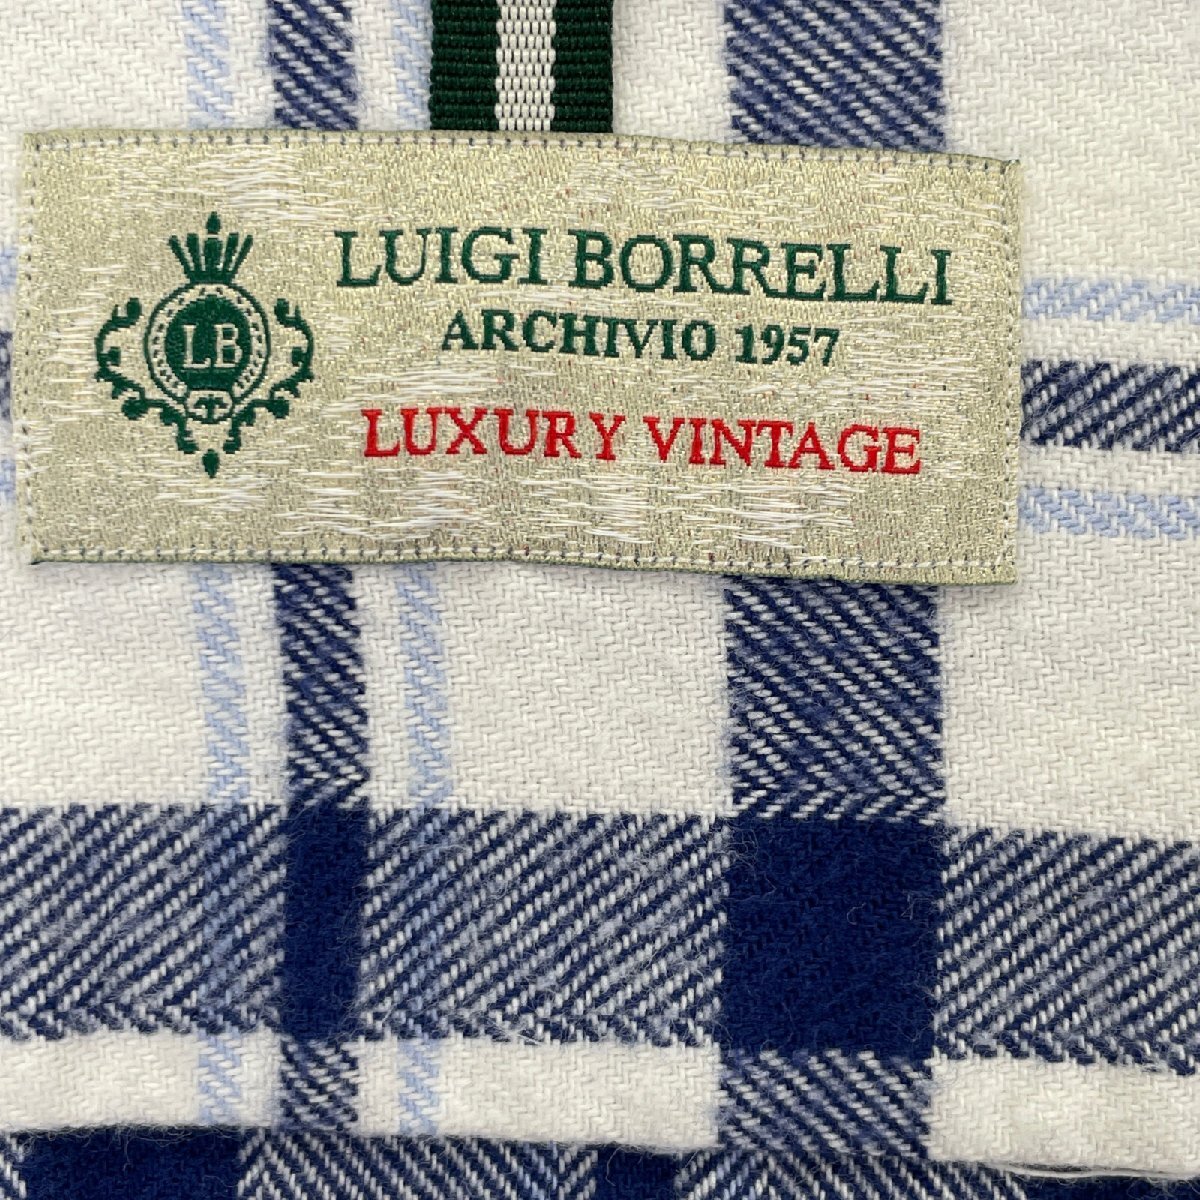 LUIGI BORRELLI
ARCHIVIO 1957
LB
LUXURY VINTAGE